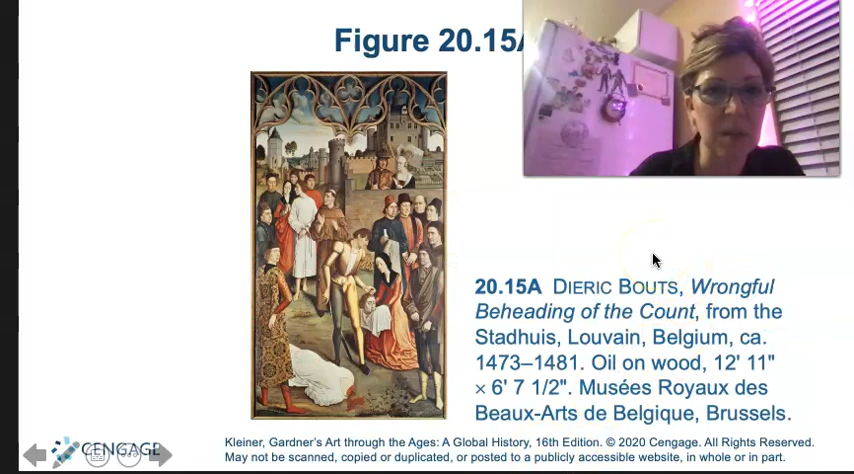 Figure 20.15A
20.15A DIERIC BOUTS, Wrongful
Beheading of the Count, from the
Stadhuis, Louvain, Belgium, ca.
1473–1481. Oil on wood, 12' 11"
× 6' 7 1/2". Musées Royaux des
Beaux-Arts de Belgique, Brussels.
CENGAGE
Kleiner, Gardner's Art through the Ages: A Global History, 16th Edition. © 2020 Cengage. All Rights Reserved.
May not be scanned, copied or duplicated, or posted to a publicly accessible website, in whole or in part.